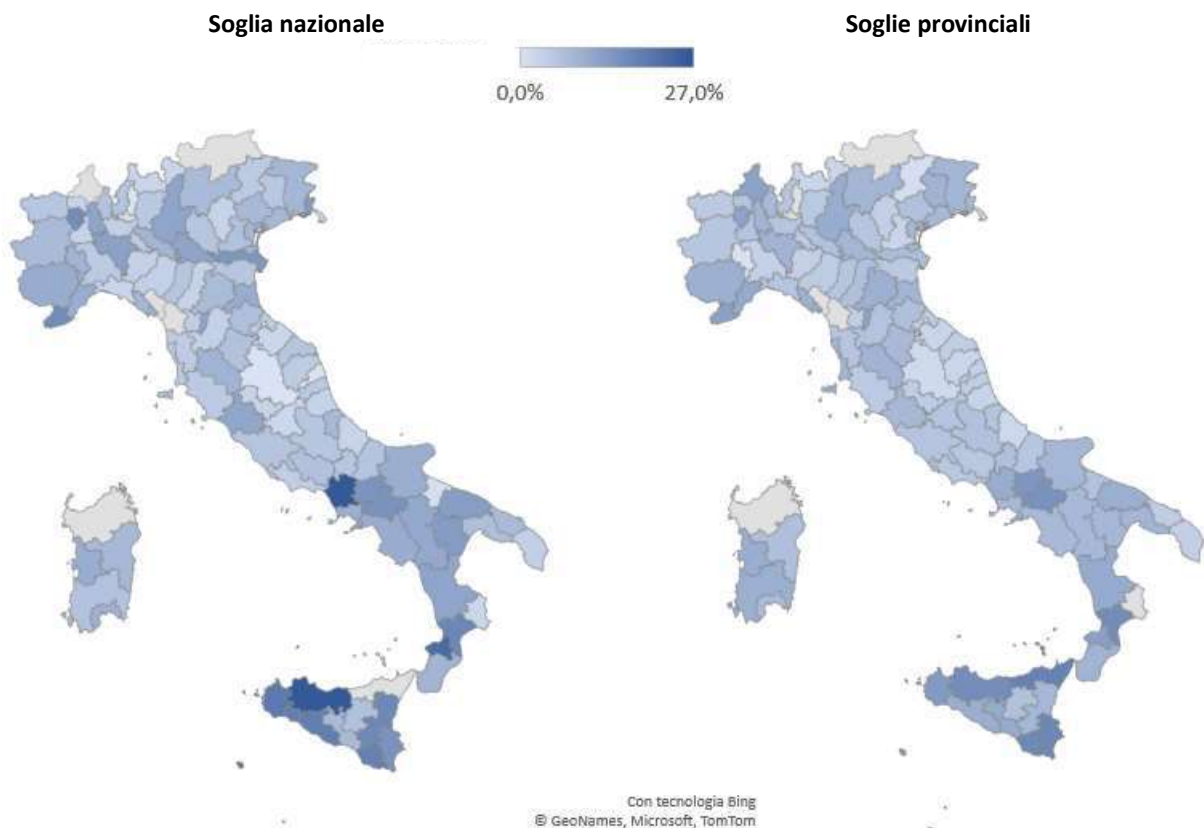 Soglia nazionale
Soglie provinciali
0,0%
27,0%
Con tecnologia Bing
© GeoNames, Microsoft, TomTom